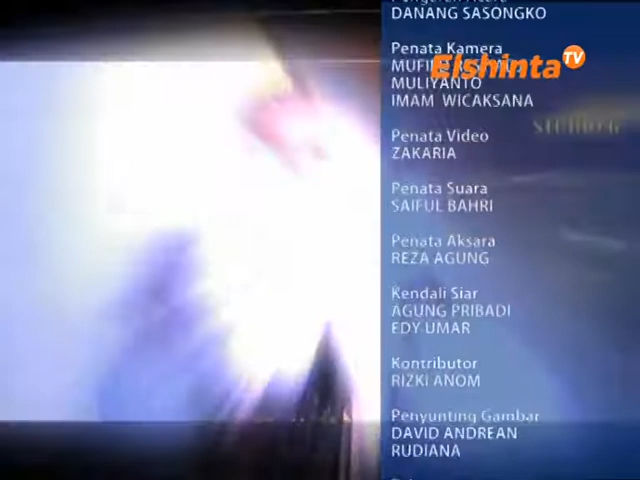 DANANG SASONGKO
Penata Kamera
MULIYANTO
IMAM WICAKSANA
Elshinta TV
Penata Video
ZAKARIA
Penata Suara
SAIFUL BAHRI
Penata Aksara
REZA AGUNG
Kendali Siar
AGUNG PRIBADI
EDY UMAR
Kontributor
RIZKI ANOM
Penyunting Gambar
DAVID ANDREAN
RUDIANA